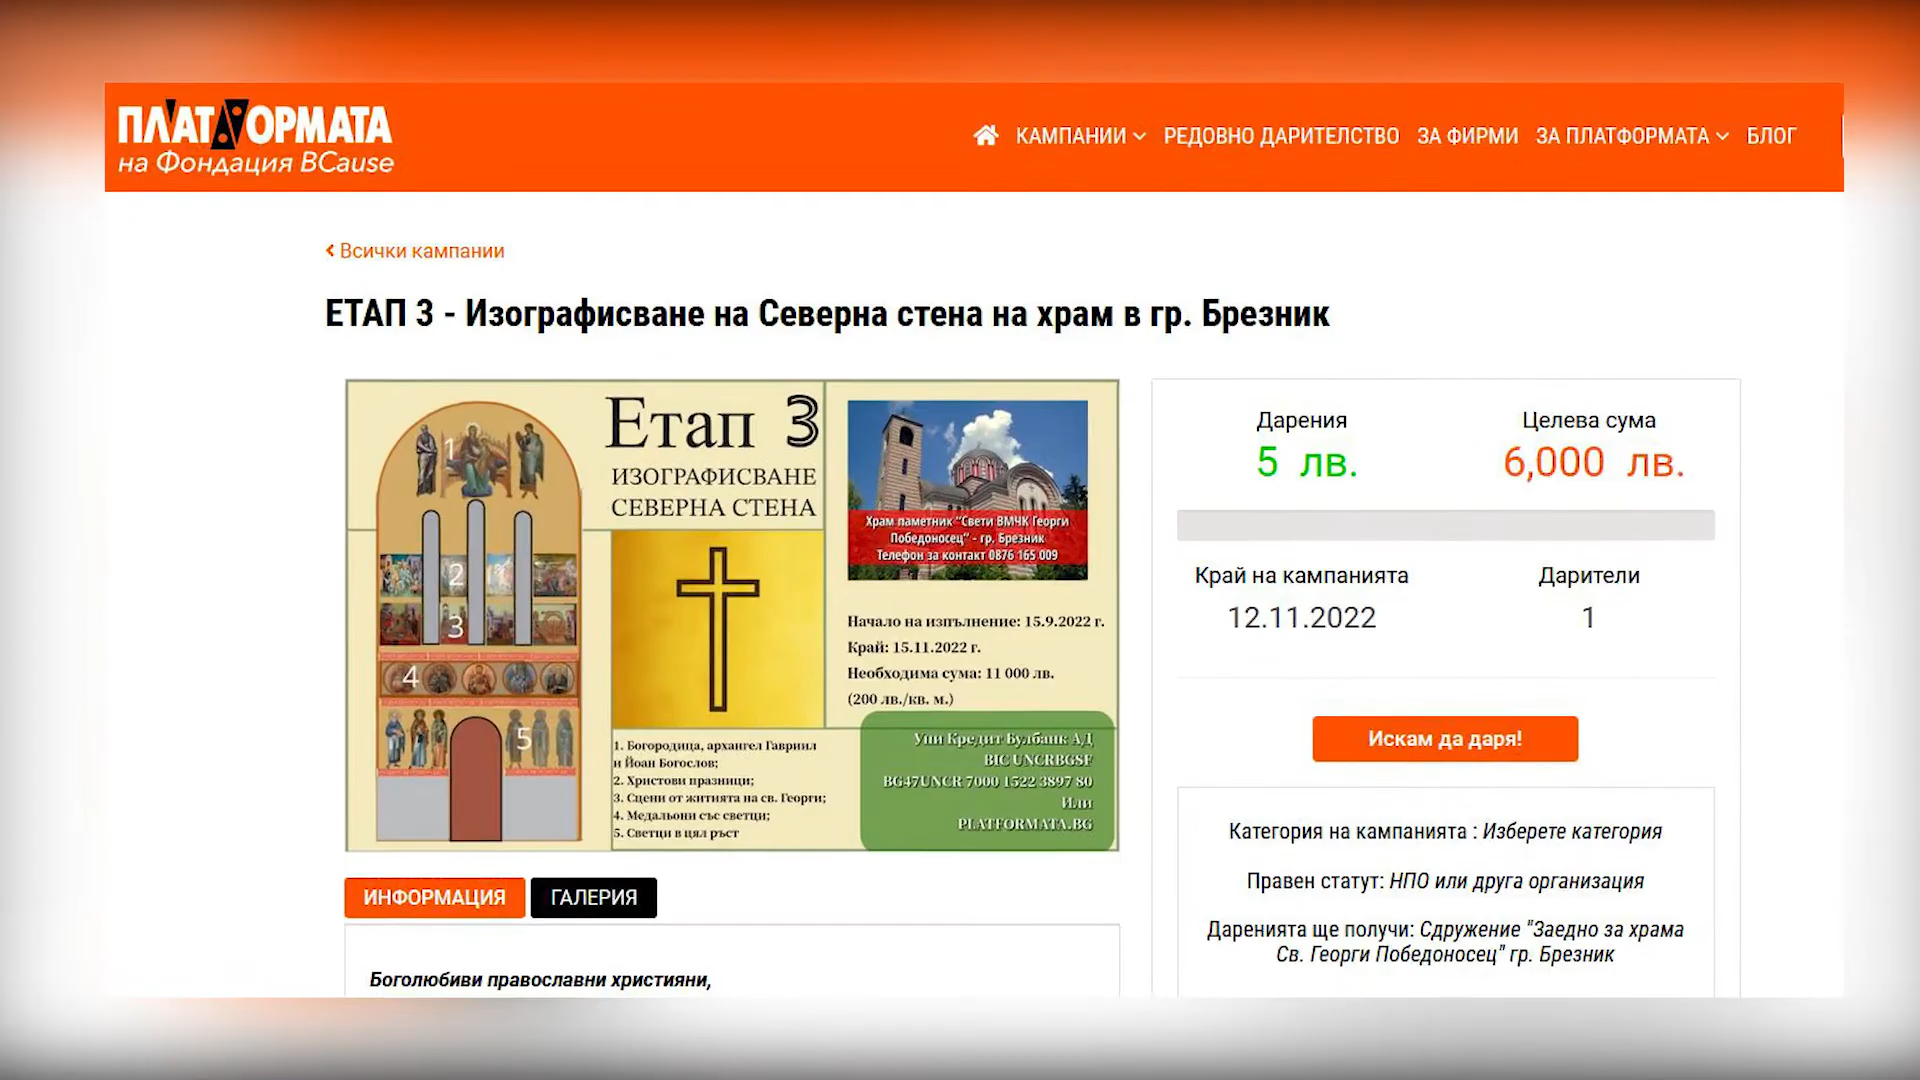 ПЛАТФОРМАТА
на Фондация BCause
КАМПАНИИ
РЕДОВНО ДАРИТЕЛСТВО
ЗА ФИРМИ
ЗА ПЛАТФОРМАТА
БЛОГ
Всички кампании
ЕТАП 3 - Изографисване на Северна стена на храм в гр. Брезник
Етап 3
ИЗОГРАФИСВАНЕ
СЕВЕРНА СТЕНА
1
2
3
4
5
Храм паметник "Свети ВМЧК Георги
Победоносец" - гр. Брезник
Телефон за контакт 0876 165 009
Начало на изпълнение: 15.9.2022 г.
Край: 15.11.2022 г.
Необходима сума: 11 000 лв.
(200 лв./кв. м.)
1. Богородица, архангел Гавриил
и Йоан Богослов;
2. Христови празници;
3. Сцени от житията на св. Георги;
4. Медальони със светци;
5. Светци в цял ръст
Уни Кредит Булбанк АД
BIC UNCRBGSF
BG47UNCR 7000 1522 3897 80
Или
PLATFORMATA.BG
ИНФОРМАЦИЯ
ГАЛЕРИЯ
Боголюбиви православни християни,
Дарения
5 лв.
Целева сума
6,000 лв.
Край на кампанията
12.11.2022
Дарители
1
Искам да даря!
Категория на кампанията : Изберете категория
Правен статут: НПО или друга организация
Даренията ще получи: Сдружение "Заедно за храма
Св. Георги Победоносец" гр. Брезник